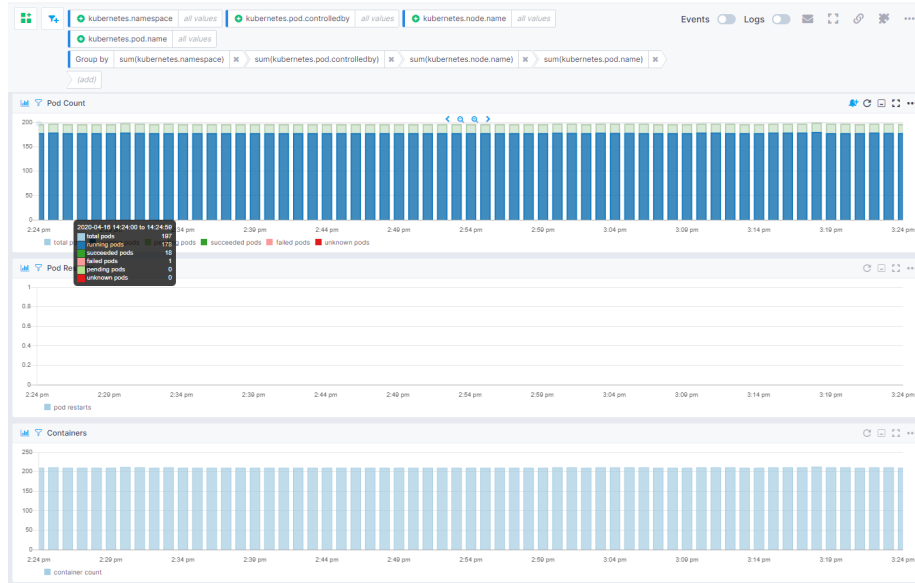 kubernetes.namespace all values kubernetes.pod.controlledby all values kubernetes.node.name all values Events Logs
kubernetes.pod.name all values
Group by sum(kubernetes.namespace) sum(kubernetes.pod.controlledby) sum(kubernetes.node.name) sum(kubernetes.pod.name)
(add)
Pod Count
200
150
100
50
0
2:24 pm 2:34 pm 2:39 pm 2:44 pm 2:49 pm 2:54 pm 2:59 pm 3:04 pm 3:09 pm 3:14 pm 3:19 pm 3:24 pm
2020-04-16 14:24:00 to 14:24:59
total pods 197
running pods 178
succeeded pods 18
failed pods 1
pending pods 0
unknown pods 0
total pods succeeded pods failed pods unknown pods
Pod Re
1
0.8
0.6
0.4
0.2
0
2:24 pm 2:29 pm 2:34 pm 2:39 pm 2:44 pm 2:49 pm 2:54 pm 2:59 pm 3:04 pm 3:09 pm 3:14 pm 3:19 pm 3:24 pm
pod restarts
Containers
250
200
150
100
50
0
2:24 pm 2:29 pm 2:34 pm 2:39 pm 2:44 pm 2:49 pm 2:54 pm 2:59 pm 3:04 pm 3:09 pm 3:14 pm 3:19 pm 3:24 pm
container count